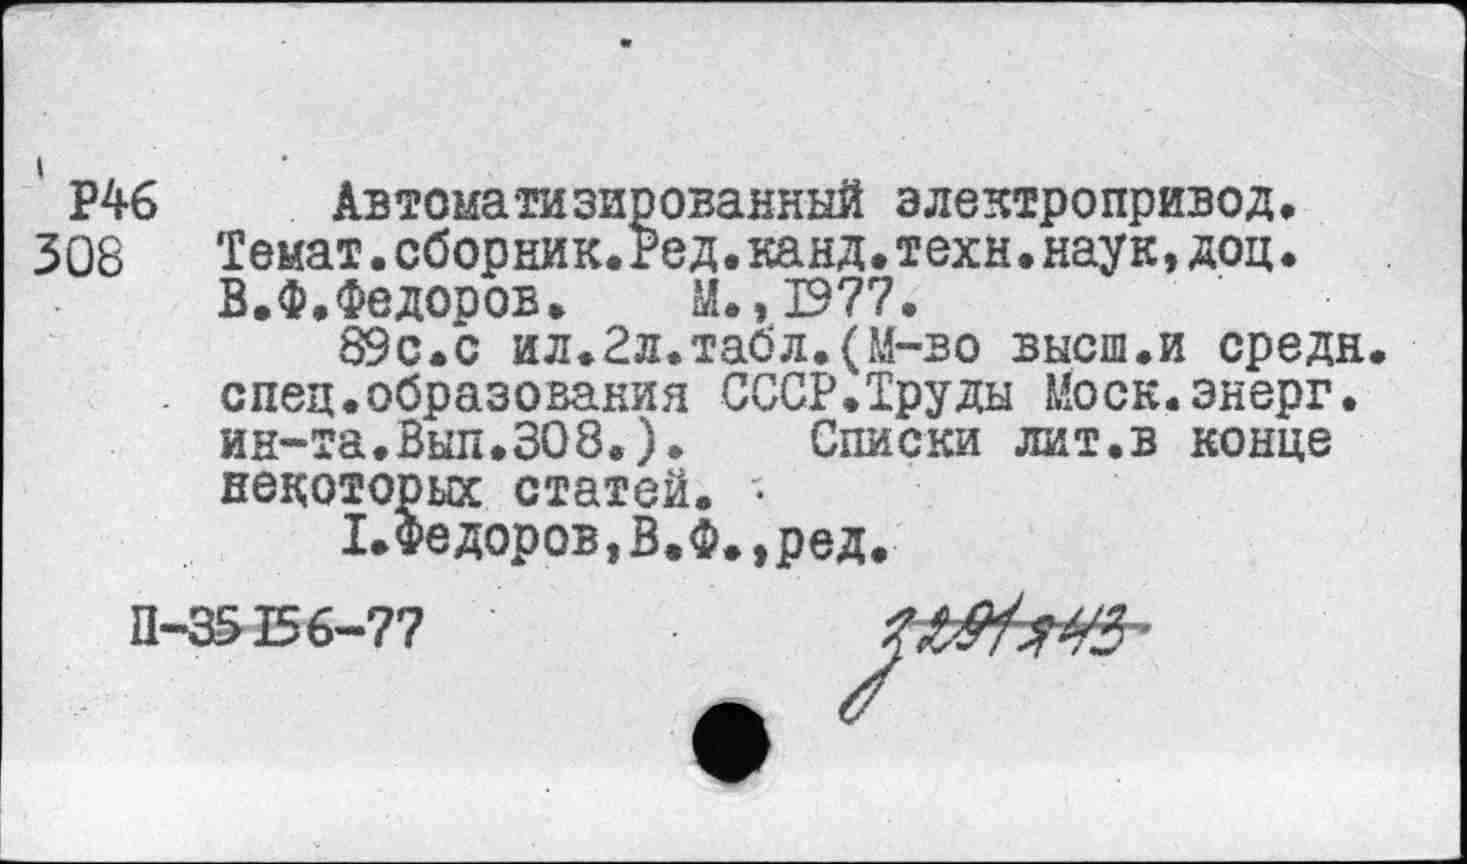 Р46 Автоматизированный электропривод.
308 Темат.сборник.Ред.канд.техн.наук,доц.
В.Ф.Федоров. М.,1977.
89с.с ил.2л.табл.(М-во высш.и средн.
спец.образования СССР.Труды Моск.энерг.
ин-та.Вып.308.). Списки лит.в конце
некоторых статей.
I.Федоров,В.Ф.,ред.
П-35156-77